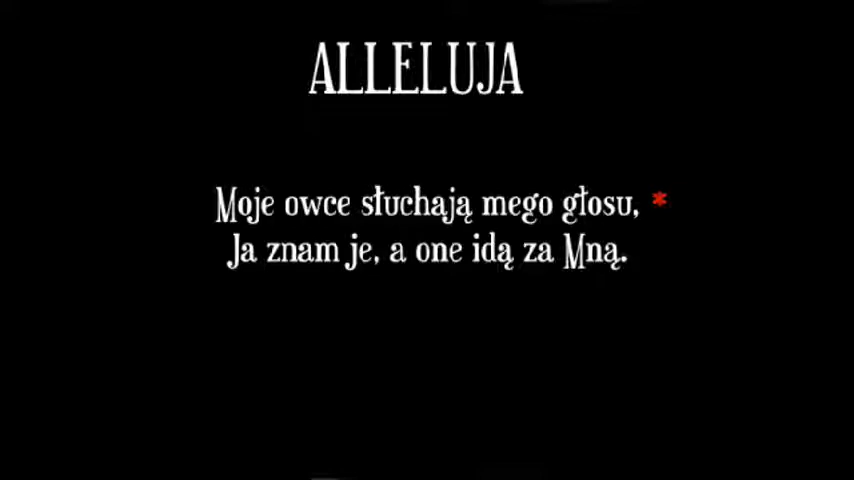 ALLELUJA
Moje owce słuchają mego głosu, *
Ja znam je, a one idą za Mną.